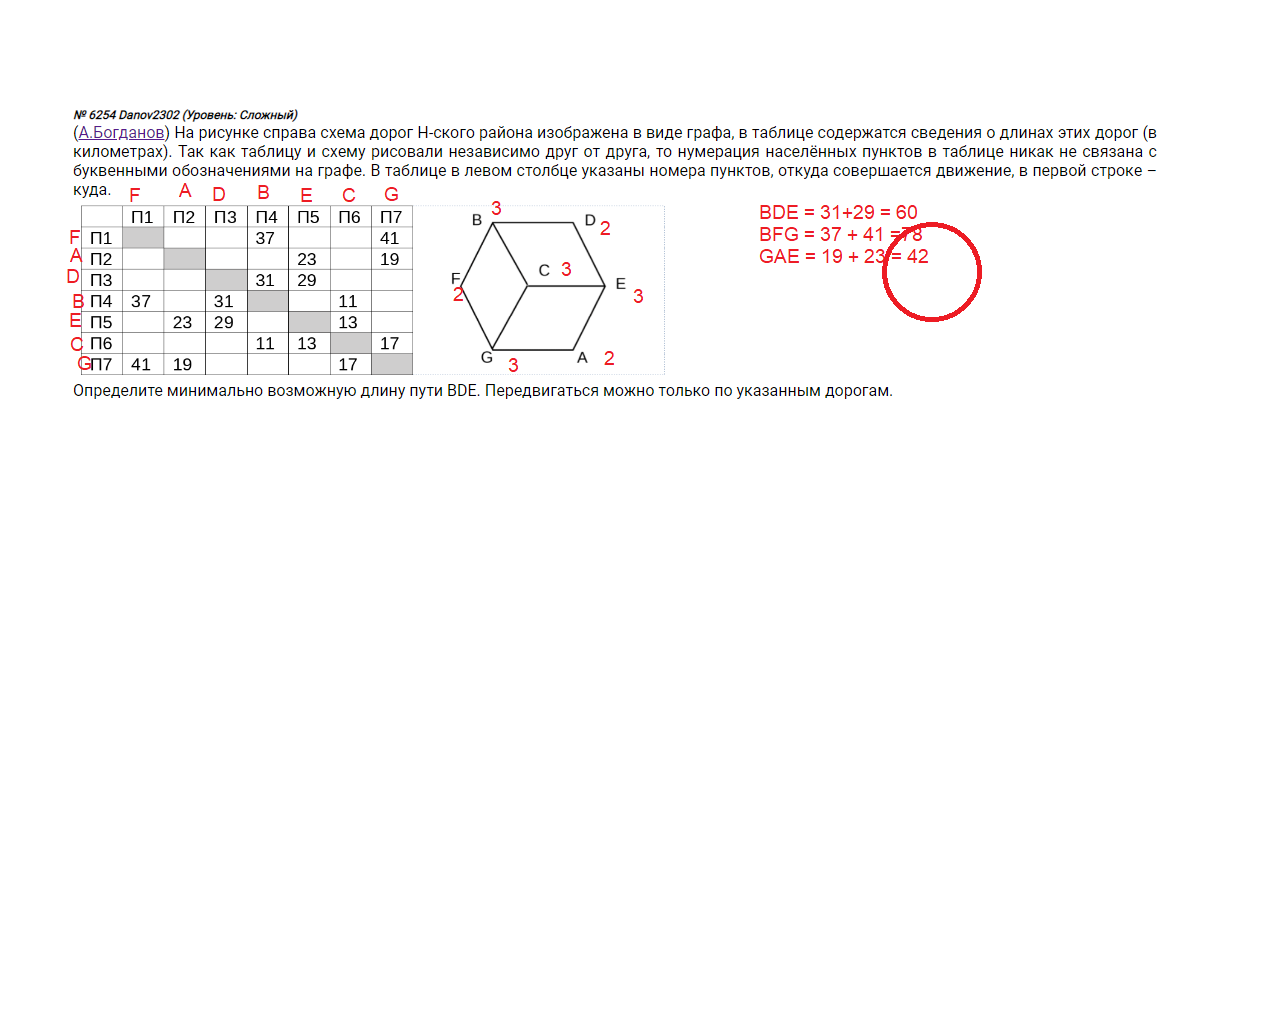 № 6254 Danov2302 (Уровень: Сложный)
(А.Богданов) На рисунке справа схема дорог Н-ского района изображена в виде графа, в таблице содержатся сведения о длинах этих дорог (в
километрах). Так как таблицу и схему рисовали независимо друг от друга, то нумерация населённых пунктов в таблице никак не связана с
буквенными обозначениями на графе. В таблице в левом столбце указаны номера пунктов, откуда совершается движение, в первой строке –
куда.
F A D B E C G
П1 П2 П3 П4 П5 П6 П7
F П1 37 41
A П2 23 19
D П3 31 29
B П4 37 31 11
E П5 23 29 13
C П6 11 13 17
G П7 41 19 17
B 3 D 2
F 2 C 3 E 3
G 3 A 2
BDE = 31+29 = 60
BFG = 37 + 41 =78
GAE = 19 + 23 = 42
Определите минимально возможную длину пути BDE. Передвигаться можно только по указанным дорогам.